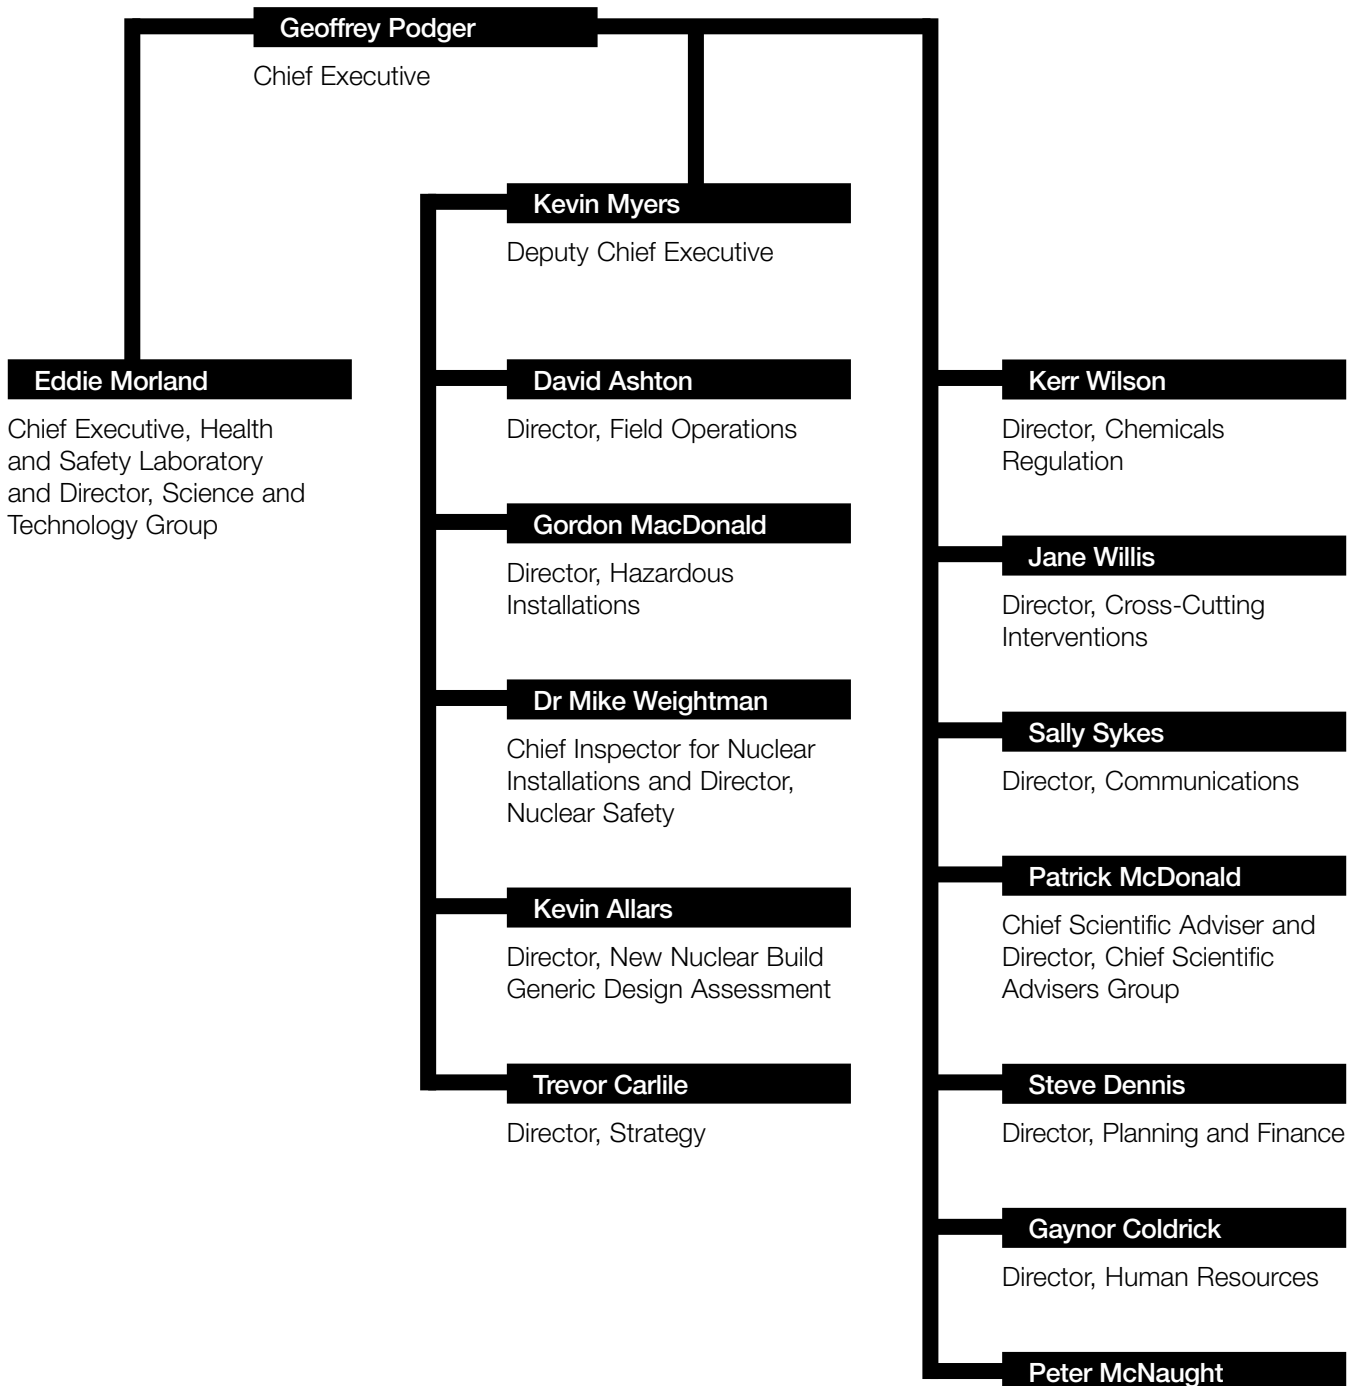 Geoffrey Podger
Chief Executive
Kevin Myers
Deputy Chief Executive
Eddie Morland
Chief Executive, Health
and Safety Laboratory
and Director, Science and
Technology Group
David Ashton
Director, Field Operations
Gordon MacDonald
Director, Hazardous
Installations
Dr Mike Weightman
Chief Inspector for Nuclear
Installations and Director,
Nuclear Safety
Kevin Allars
Director, New Nuclear Build
Generic Design Assessment
Trevor Carlile
Director, Strategy
Kerr Wilson
Director, Chemicals
Regulation
Jane Willis
Director, Cross-Cutting
Interventions
Sally Sykes
Director, Communications
Patrick McDonald
Chief Scientific Adviser and
Director, Chief Scientific
Advisers Group
Steve Dennis
Director, Planning and Finance
Gaynor Coldrick
Director, Human Resources
Peter McNaught